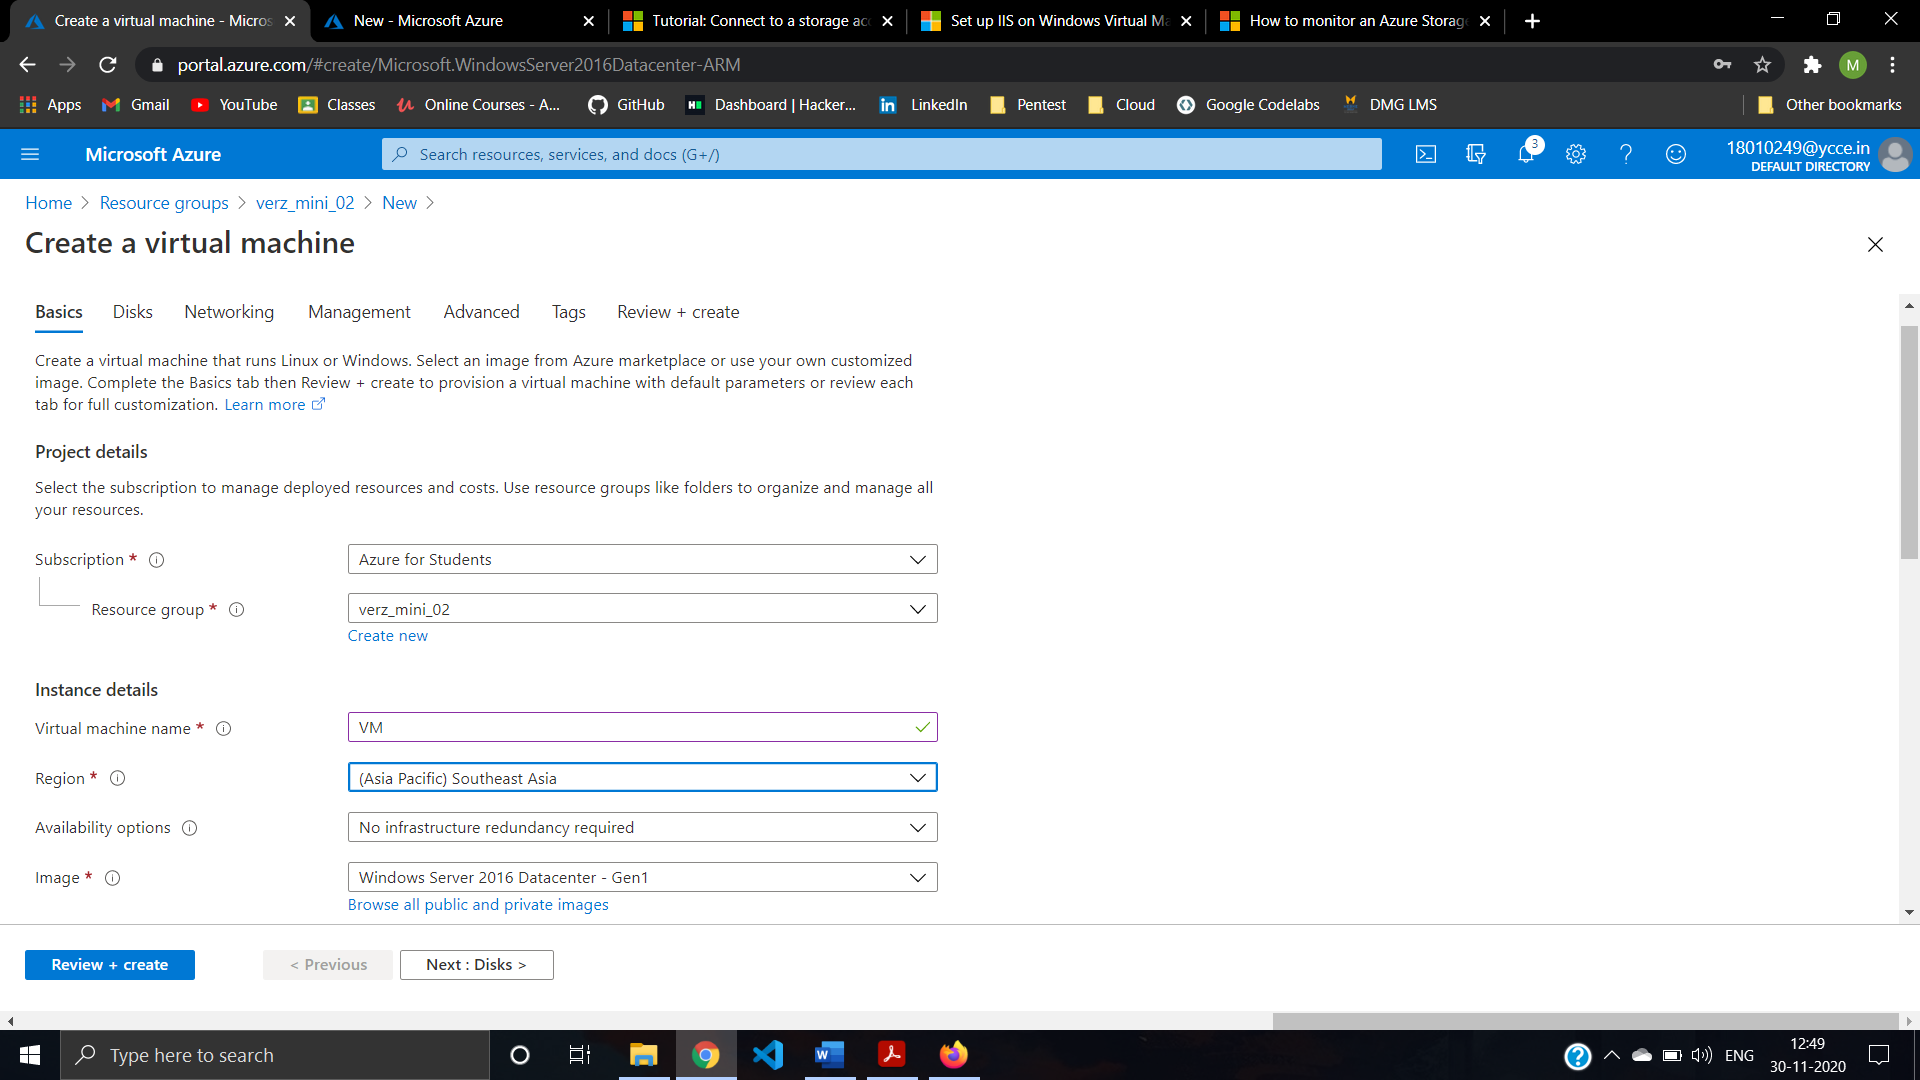 Create a virtual machine - Micros
New - Microsoft Azure
Tutorial: Connect to a storage acc
Set up IIS on Windows Virtual Ma
How to monitor an Azure Storag
portal.azure.com/#create/Microsoft.WindowsServer2016Datacenter-ARM
M
Apps
Gmail
YouTube
Classes
Online Courses - A...
GitHub
Dashboard | Hacker...
LinkedIn
Pentest
Cloud
Google Codelabs
DMG LMS
Other bookmarks
Microsoft Azure
Search resources, services, and docs (G+/)
3
18010249@ycce.in
DEFAULT DIRECTORY
Home > Resource groups > verz_mini_02 > New >
Create a virtual machine
Basics Disks Networking Management Advanced Tags Review + create
Create a virtual machine that runs Linux or Windows. Select an image from Azure marketplace or use your own customized
image. Complete the Basics tab then Review + create to provision a virtual machine with default parameters or review each
tab for full customization. Learn more
Project details
Select the subscription to manage deployed resources and costs. Use resource groups like folders to organize and manage all
your resources.
Subscription * Azure for Students
Resource group * verz_mini_02
Create new
Instance details
Virtual machine name * VM
Region * (Asia Pacific) Southeast Asia
Availability options No infrastructure redundancy required
Image * Windows Server 2016 Datacenter - Gen1
Browse all public and private images
Review + create
< Previous
Next : Disks >
Type here to search
ENG
12:49
30-11-2020